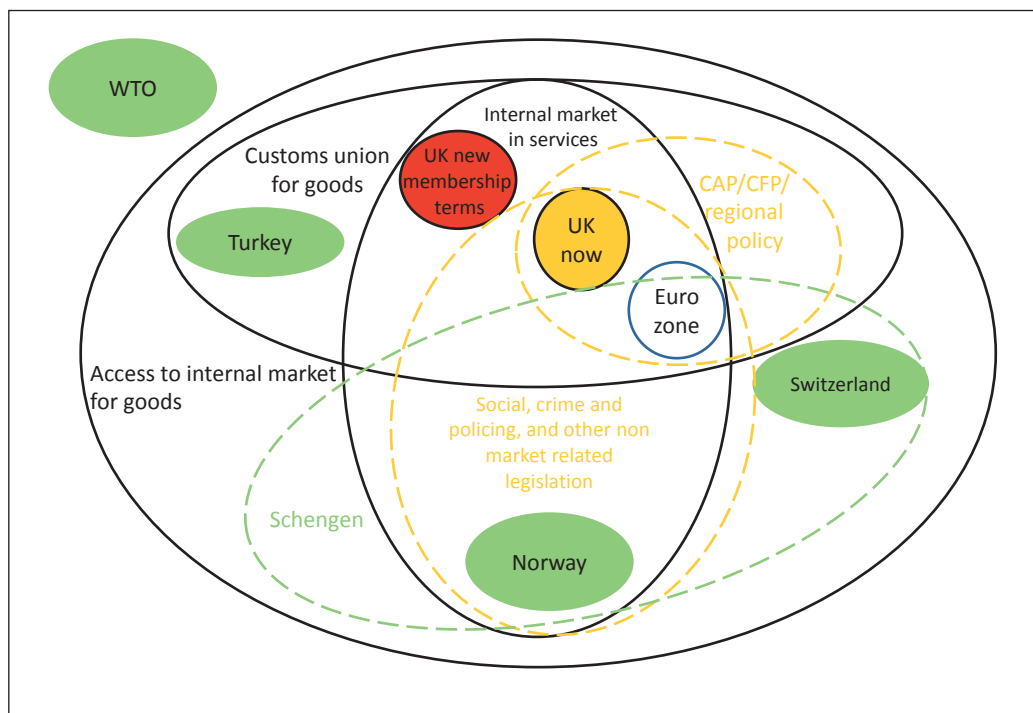 WTO
Internal market
in services
Customs union
for goods
UK new
membership
terms
CAP/CFP/
regional
policy
UK
now
Turkey
Euro
zone
Access to internal market
for goods
Switzerland
Social, crime and
policing, and other non
market related
legislation
Schengen
Norway